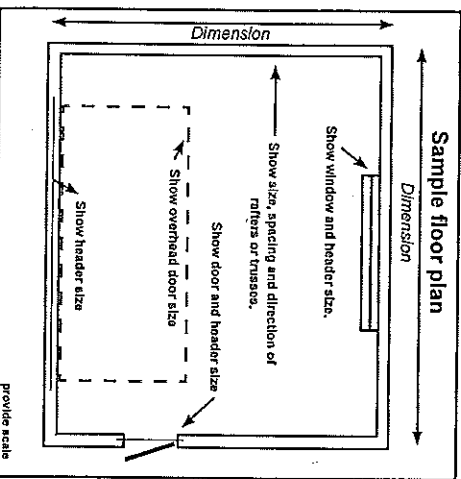 Sample floor plan
Dimension
Dimension
Show window and header size.
Show size, spacing and direction of
rafters or trusses.
Show door and header size
Show overhead door size
Show header size
provide scale